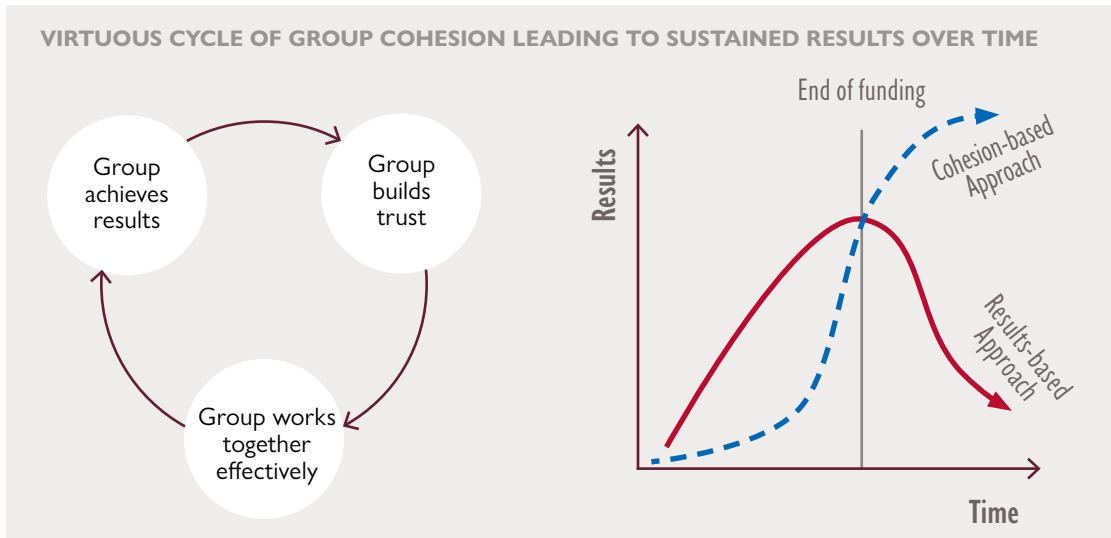 VIRTUOUS CYCLE OF GROUP COHESION LEADING TO SUSTAINED RESULTS OVER TIME
Group
achieves
results
Group
builds
trust
Group works
together
effectively
End of funding
Results
Cohesion-based
Approach
Results-based
Approach
Time